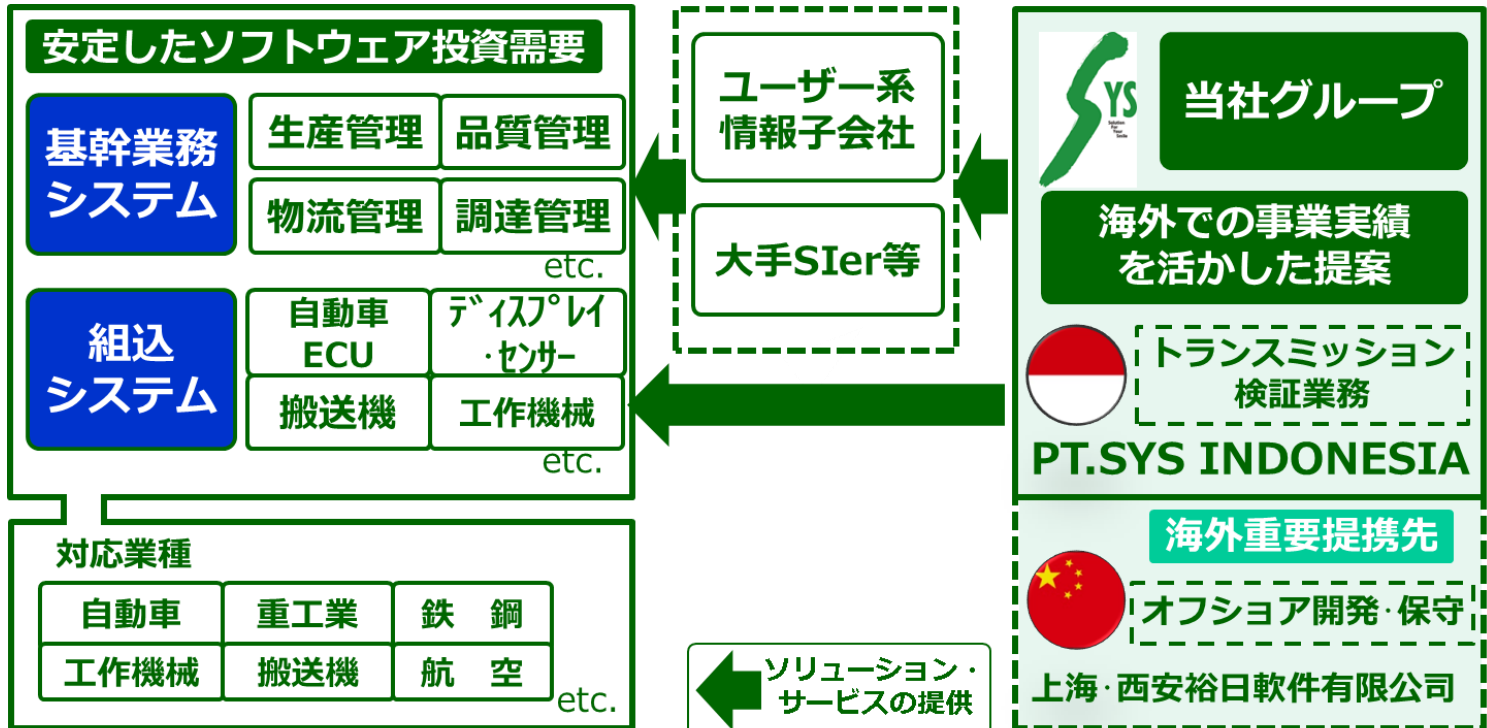 安定したソフトウェア投資需要
基幹業務
システム
生産管理
品質管理
物流管理
調達管理
etc.
組込
システム
自動車
ECU
ﾃﾞｨｽﾌﾟﾚｲ
・ｾﾝｻｰ
搬送機
工作機械
etc.
対応業種
自動車
重工業
鉄 鋼
工作機械
搬送機
航 空
etc.
ユーザー系
情報子会社
大手SIer等
ソリューション・
サービスの提供
SYS
Solution
For
Your
Smile
当社グループ
海外での事業実績
を活かした提案
トランスミッション
検証業務
PT.SYS INDONESIA
海外重要提携先
オフショア開発・保守
上海・西安裕日軟件有限公司